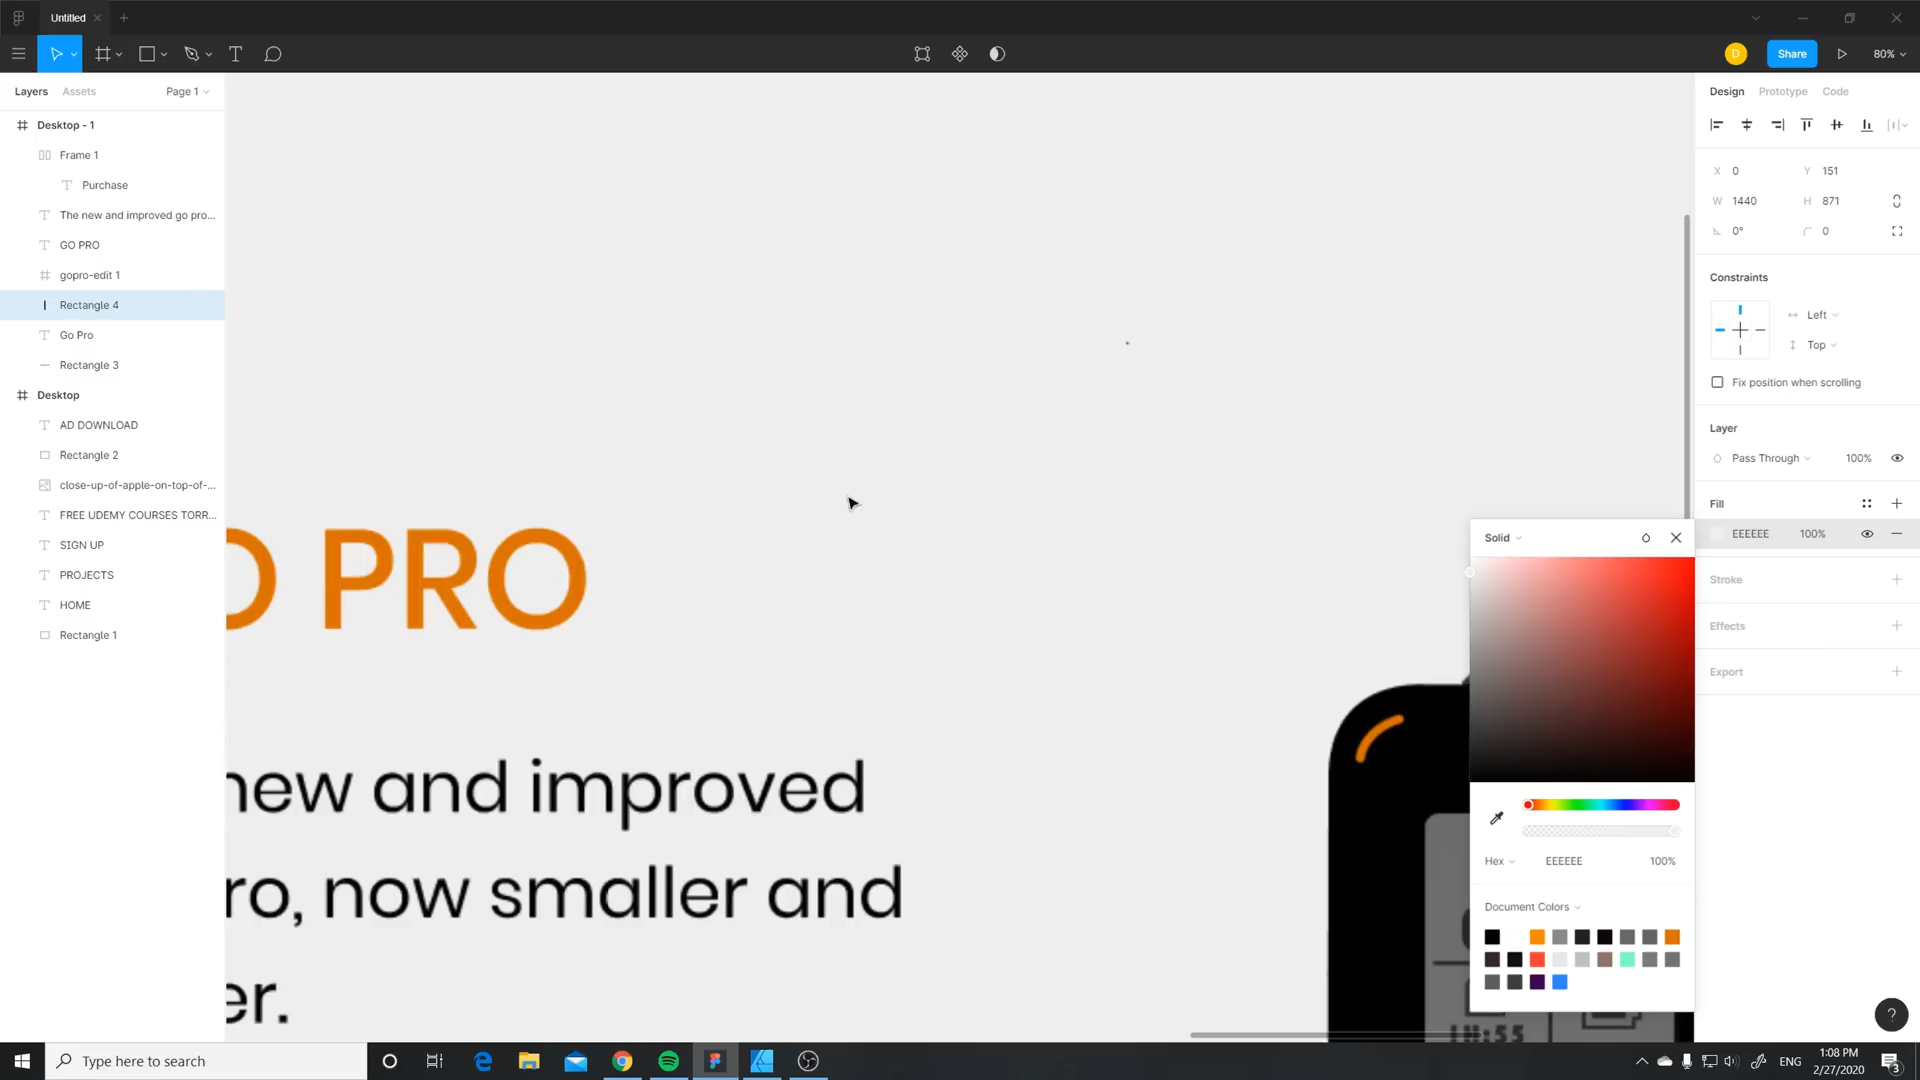 Untitled
D
Share
80%
Layers
Assets
Page 1
Design
Prototype
Code
Desktop - 1
Frame 1
Purchase
The new and improved go pro...
GO PRO
gopro-edit 1
Rectangle 4
Go Pro
Rectangle 3
Desktop
AD DOWNLOAD
Rectangle 2
close-up-of-apple-on-top-of-...
FREE UDEMY COURSES TORR...
SIGN UP
PROJECTS
HOME
Rectangle 1
O PRO
new and improved
ro, now smaller and
er.
X 0 Y 151
W 1440 H 871
0° 0
Constraints
Left
Top
Fix position when scrolling
Layer
Pass Through 100%
Fill
EEEEEE 100%
Stroke
Effects
Export
Solid
Hex EEEEEE 100%
Document Colors
?
Type here to search
ENG
1:08 PM
2/27/2020
3